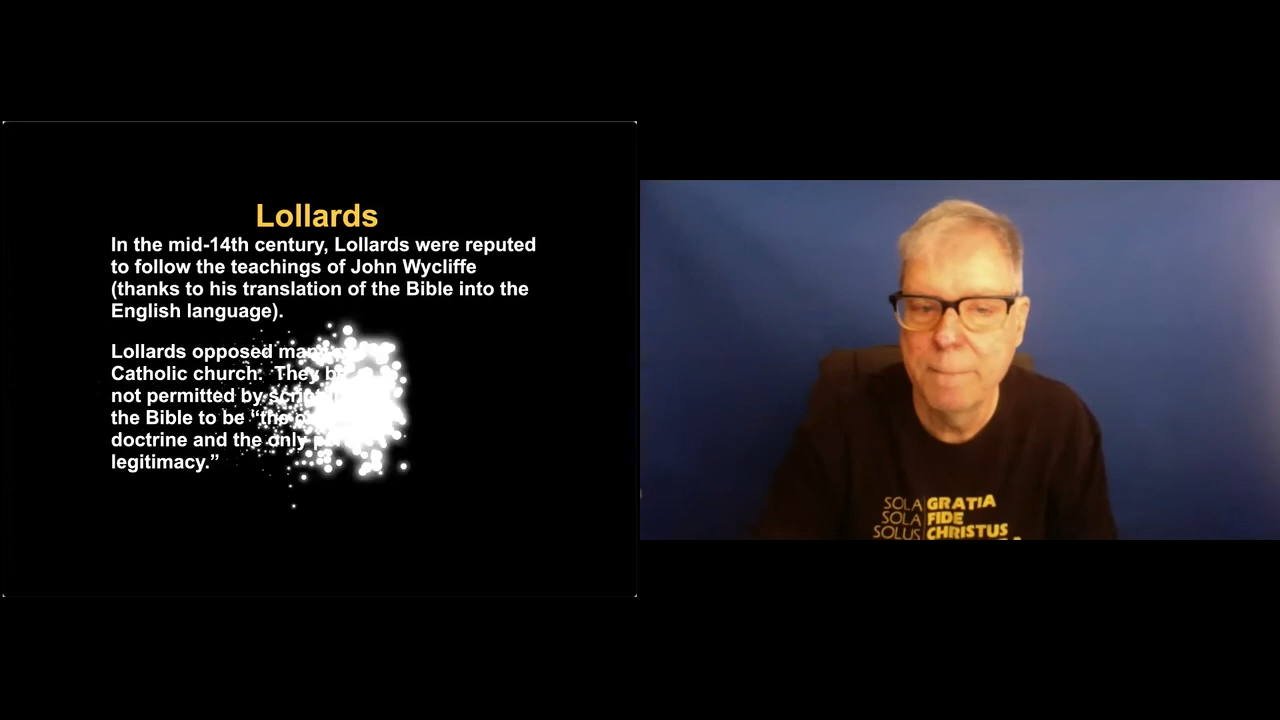 Lollards
In the mid-14th century, Lollards were reputed
to follow the teachings of John Wycliffe
(thanks to his translation of the Bible into the
English language).
Lollards opposed
Catholic church. They
not permitted by
the Bible to be “the
doctrine and the only
legitimacy.”
SOLA GRATIA
SOLA FIDE
SOLUS CHRISTUS